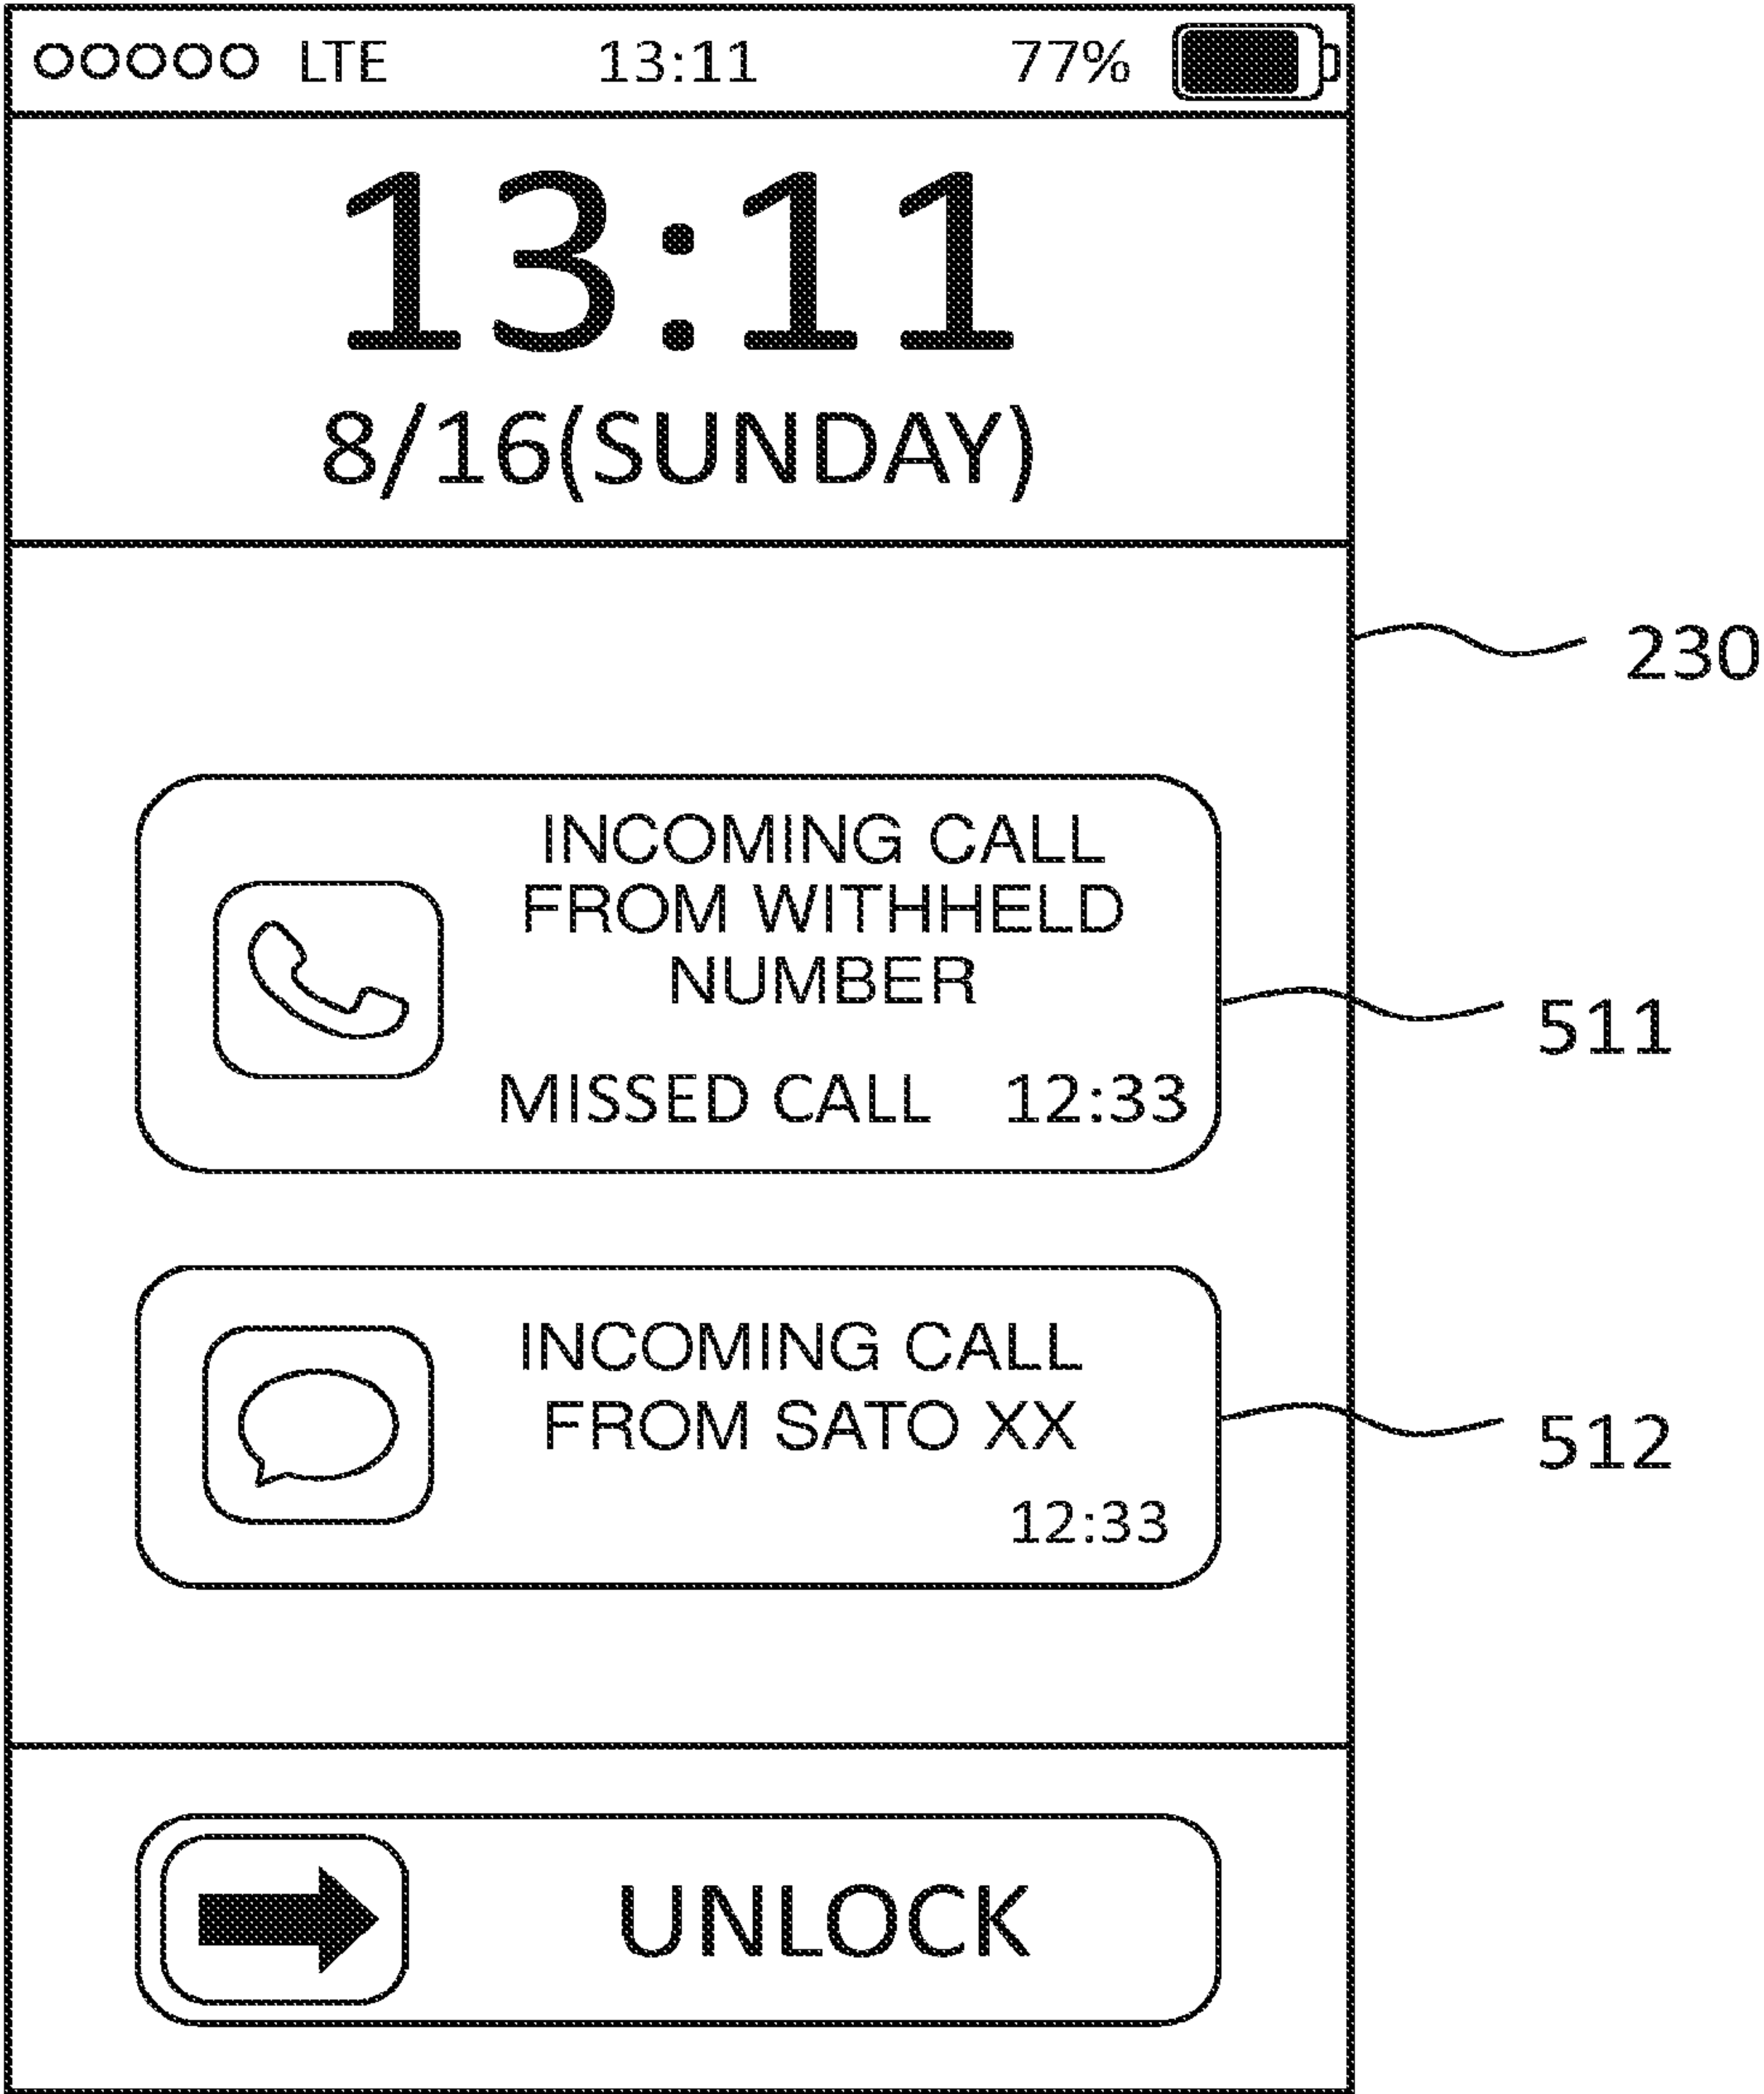 LTE 13:11 77%
13:11
8/16(SUNDAY)
230
INCOMING CALL
FROM WITHHELD
NUMBER
511
MISSED CALL 12:33
INCOMING CALL
FROM SATO XX
512
12:33
UNLOCK